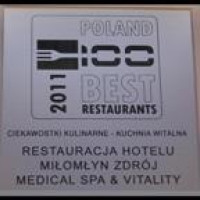 POLAND
100
2011
BEST
RESTAURANTS
CIEKAWOSTKI KULINARNE - KUCHNIA WITALNA
RESTAURACJA HOTELU
MIŁOMŁYN ZDRÓJ
MEDICAL SPA & VITALITY